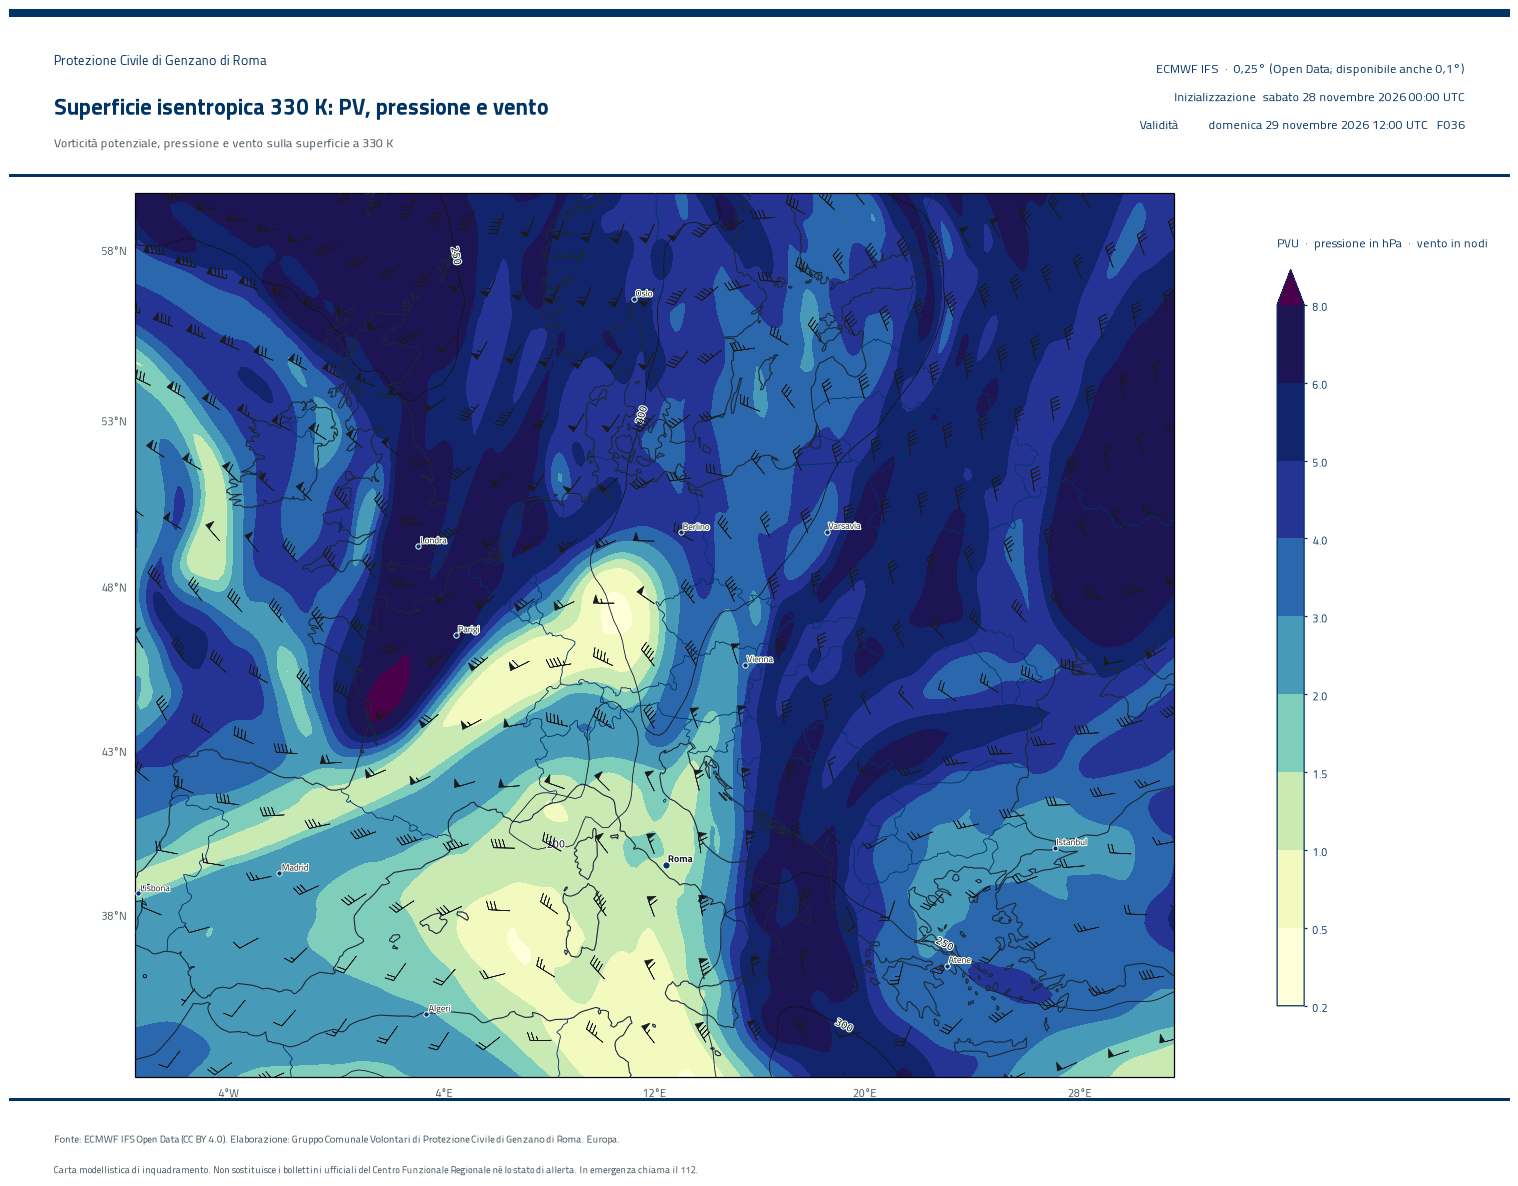 Protezione Civile di Genzano di Roma
Superficie isentropica 330 K: PV, pressione e vento
Vorticità potenziale, pressione e vento sulla superficie a 330 K
ECMWF IFS · 0,25° (Open Data; disponibile anche 0,1°)
Inizializzazione sabato 28 novembre 2026 00:00 UTC
Validità domenica 29 novembre 2026 12:00 UTC F036
PVU · pressione in hPa · vento in nodi
8.0
6.0
5.0
4.0
3.0
2.0
1.5
1.0
0.5
0.2
58°N
53°N
48°N
43°N
38°N
4°W
4°E
12°E
20°E
28°E
250
Oslo
300
Berlino
Varsavia
Londra
Parigi
Vienna
Istanbul
Roma
Madrid
Lisbona
250
Atene
Algeri
300
Fonte: ECMWF IFS Open Data (CC BY 4.0). Elaborazione: Gruppo Comunale Volontari di Protezione Civile di Genzano di Roma. Europa.
Carta modellistica di inquadramento. Non sostituisce i bollettini ufficiali del Centro Funzionale Regionale né lo stato di allerta. In emergenza chiama il 112.